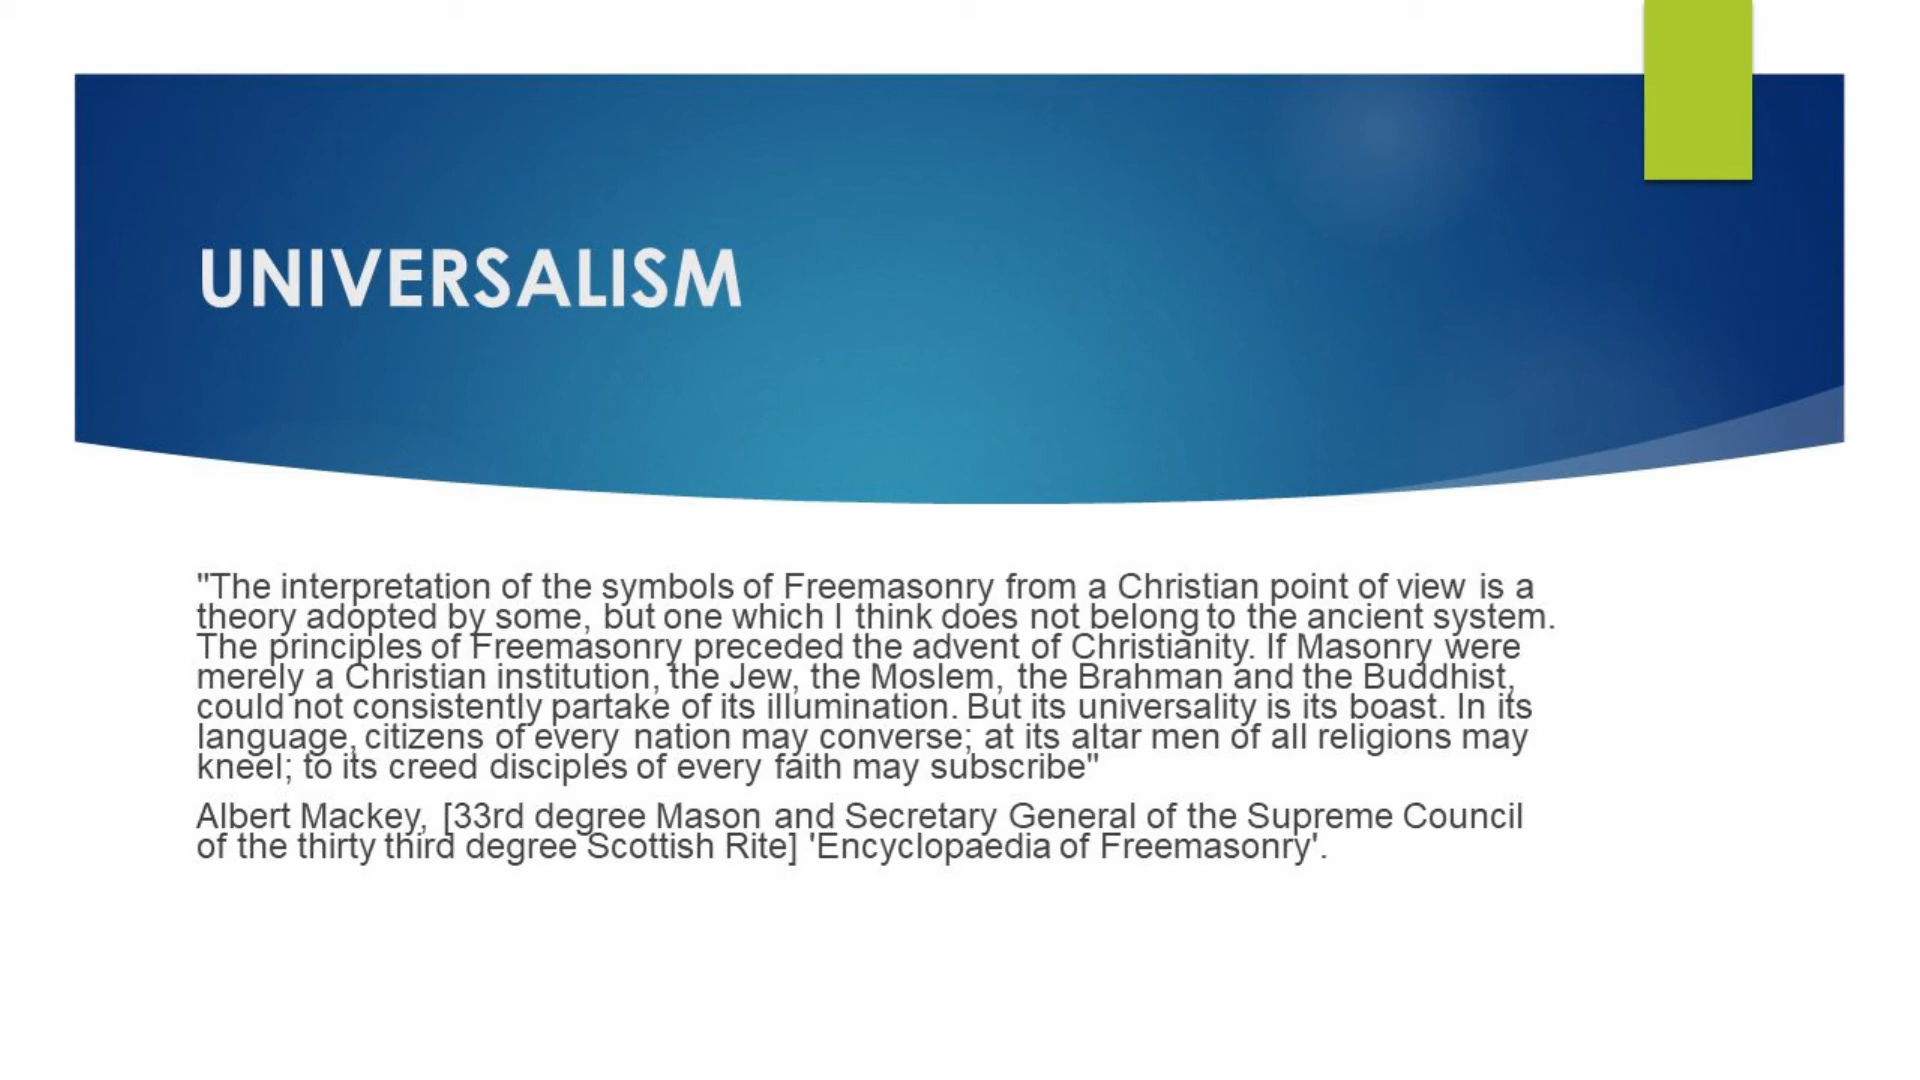 UNIVERSALISM
"The interpretation of the symbols of Freemasonry from a Christian point of view is a
theory adopted by some, but one which I think does not belong to the ancient system.
The principles of Freemasonry preceded the advent of Christianity. If Masonry were
merely a Christian institution, the Jew, the Moslem, the Brahman and the Buddhist,
could not consistently partake of its illumination. But its universality is its boast. In its
language, citizens of every nation may converse; at its altar men of all religions may
kneel; to its creed disciples of every faith may subscribe"
Albert Mackey, [33rd degree Mason and Secretary General of the Supreme Council
of the thirty third degree Scottish Rite] 'Encyclopaedia of Freemasonry'.